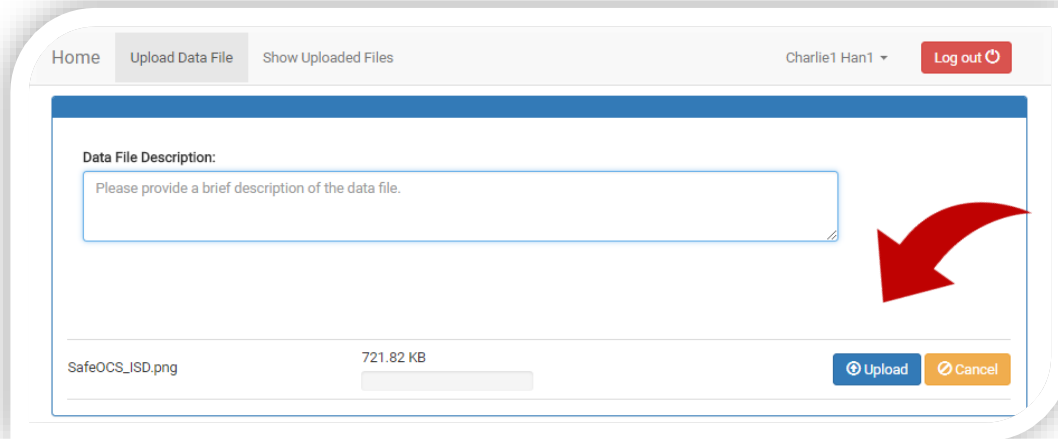 Home Upload Data File Show Uploaded Files Charlie1 Han1 Log out
Data File Description:
Please provide a brief description of the data file.
SafeOCS_ISD.png 721.82 KB Upload Cancel